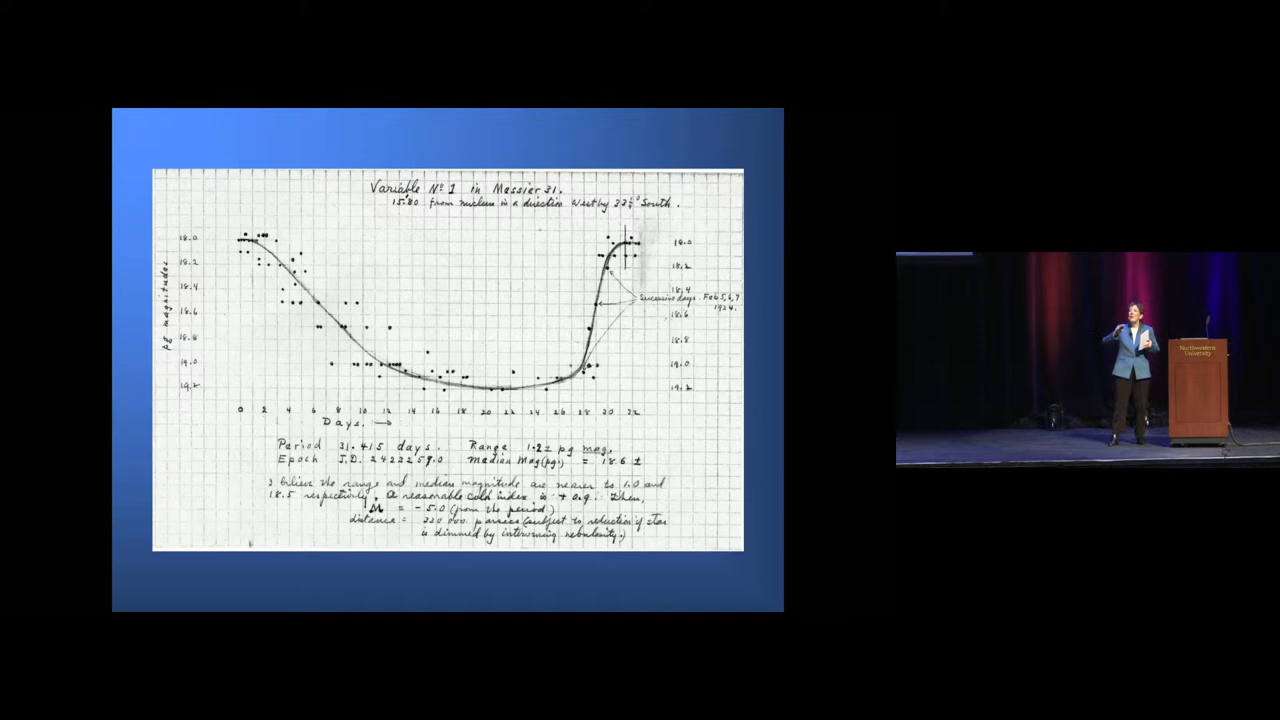 Variable Nº 1 in Messier 31.
15'.80 from nucleus in a direction West by 33¼° South.
18.0
18.2
18.4
18.6
18.8
19.0
19.2
pg magnitudes
18.0
18.2
18.4
18.6
18.8
19.0
19.2
Successive days. Feb 5, 6, 7
1924.
0 2 4 6 8 10 12 14 16 18 20 22 24 26 28 30 32
Days. →
Period 31.415 days. Range 1.2± pg mag.
Epoch J.D. 2422259.0 Median Mag(pg.) = 18.6 ±
I believe the range and median magnitude are nearer to 1.0 and
18.5 respectively. A reasonable color index is +0.9. Then,
M = -5.0 (from the period)
distance = 320 000 parsecs (subject to reduction if star
is dimmed by intervening nebulosity.)
Northwestern
University